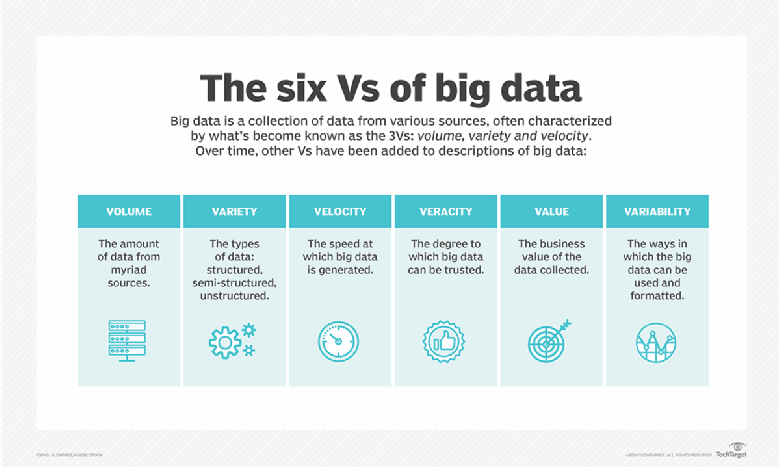 The six Vs of big data
Big data is a collection of data from various sources, often characterized
by what's become known as the 3Vs: volume, variety and velocity.
Over time, other Vs have been added to descriptions of big data:
VOLUME
The amount
of data from
myriad
sources.
VARIETY
The types
of data:
structured,
semi-structured,
unstructured.
VELOCITY
The speed at
which big data
is generated.
VERACITY
The degree to
which big data
can be trusted.
VALUE
The business
value of the
data collected.
VARIABILITY
The ways in
which the big
data can be
used and
formatted.
TECHTARGET. ALL RIGHTS RESERVED
TechTarget